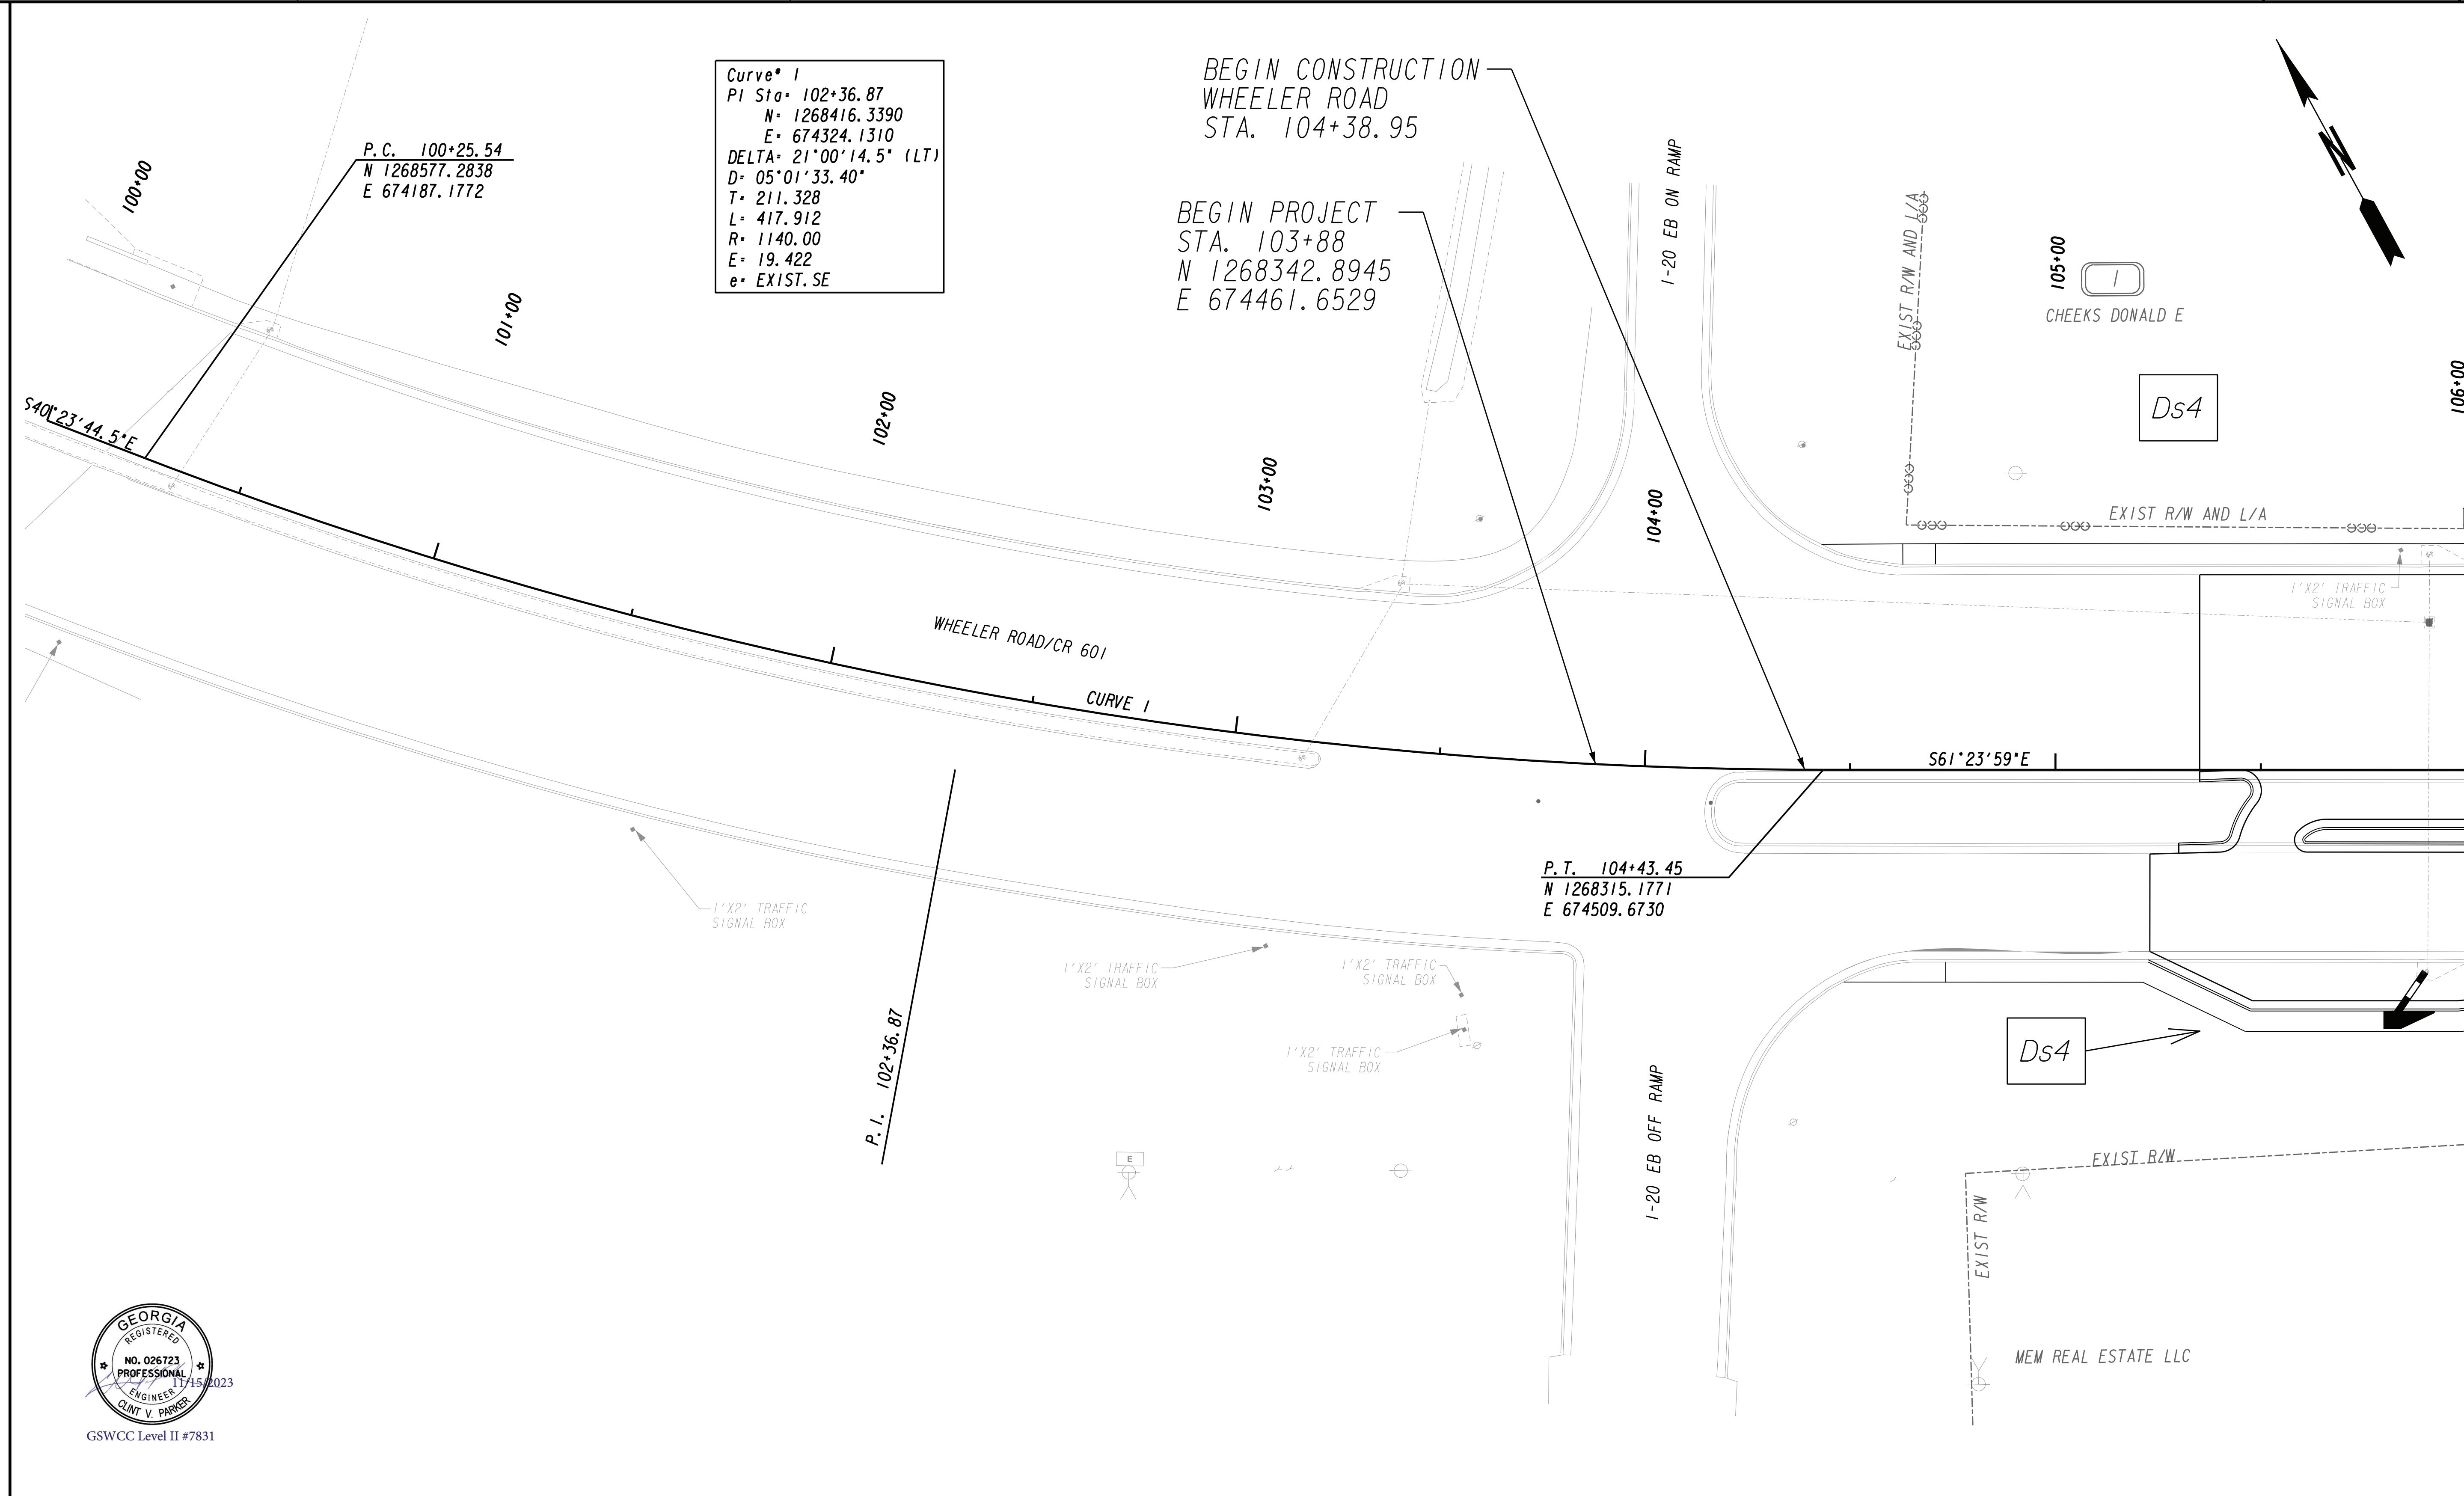 Curve# 1
PI Sta= 102+36.87
N= 1268416.3390
E= 674324.1310
DELTA= 21°00'14.5" (LT)
D= 05°01'33.40"
T= 211.328
L= 417.912
R= 1140.00
E= 19.422
e= EXIST.SE
BEGIN CONSTRUCTION
WHEELER ROAD
STA. 104+38.95
BEGIN PROJECT
STA. 103+88
N 1268342.8945
E 674461.6529
P.C. 100+25.54
N 1268577.2838
E 674187.1772
100+00
101+00
102+00
103+00
104+00
105+00
106+00
I-20 EB ON RAMP
EXIST R/W AND L/A
1
CHEEKS DONALD E
N
Ds4
EXIST R/W AND L/A
1'X2' TRAFFIC
SIGNAL BOX
S40°23'44.5"E
WHEELER ROAD/CR 601
CURVE 1
S61°23'59"E
P.T. 104+43.45
N 1268315.1771
E 674509.6730
1'X2' TRAFFIC
SIGNAL BOX
1'X2' TRAFFIC
SIGNAL BOX
1'X2' TRAFFIC
SIGNAL BOX
1'X2' TRAFFIC
SIGNAL BOX
P.I. 102+36.87
I-20 EB OFF RAMP
Ds4
E
EXIST R/W
EXIST R/W
MEM REAL ESTATE LLC
GEORGIA
REGISTERED
NO. 026723
PROFESSIONAL
11/15/2023
ENGINEER
CLINT V. PARKER
GSWCC Level II #7831